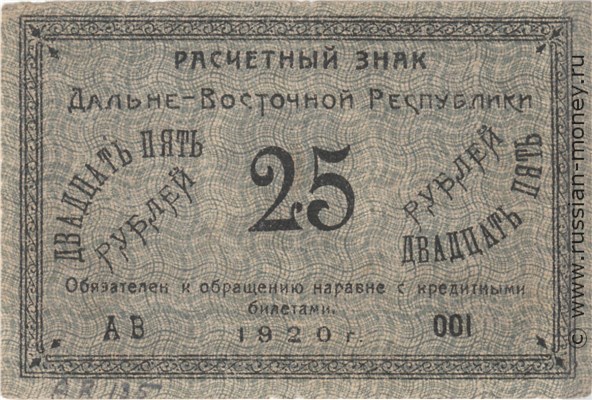 РАСЧЕТНЫЙ ЗНАК
ДАЛЬНЕ-ВОСТОЧНОЙ РЕСПУБЛИКИ
ДВАДЦАТЬ ПЯТЬ
РУБЛЕЙ
25
РУБЛЕЙ
ДВАДЦАТЬ ПЯТЬ
Обязателен к обращению наравне с кредитными
билетами.
АВ
1920 г.
001
© www.russian-money.ru